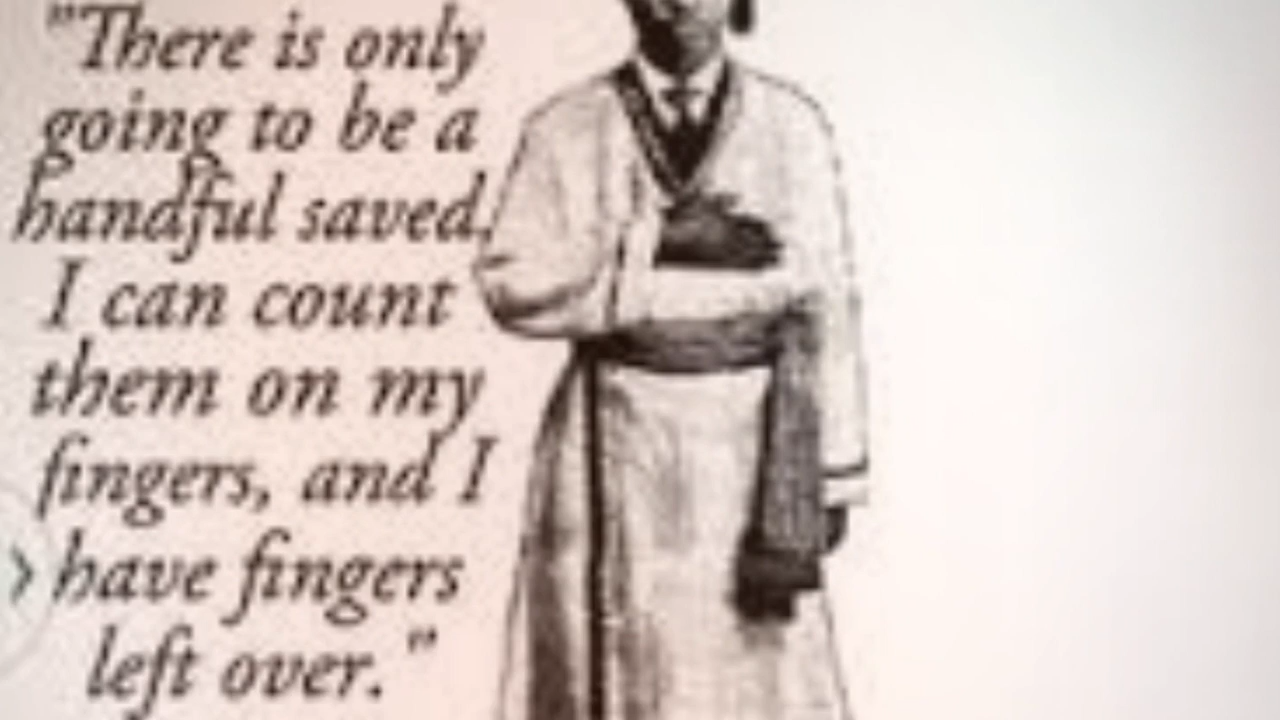 "There is only
going to be a
handful saved.
I can count
them on my
fingers, and I
have fingers
left over."